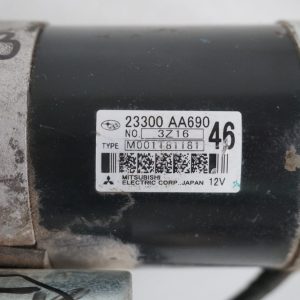 23300 AA690
NO. 3Z16
46
TYPE M001T81181
MITSUBISHI
ELECTRIC CORP., JAPAN 12V